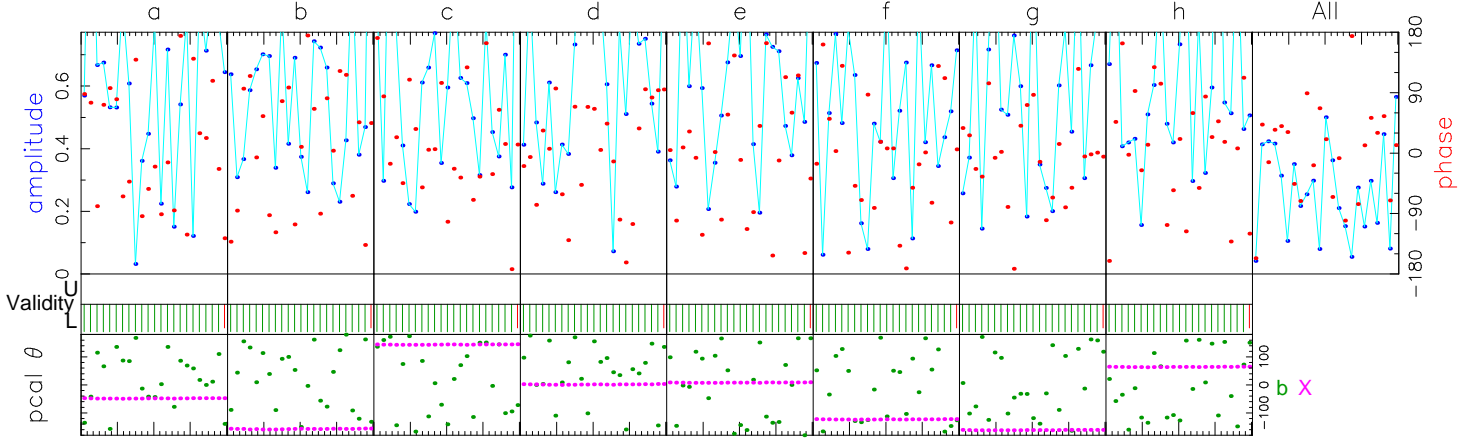 a b c d e f g h All
amplitude
0 0.2 0.4 0.6
phase
180 90 0 −90 −180
Validity
U
L
pcal θ
100 0 −100
b X